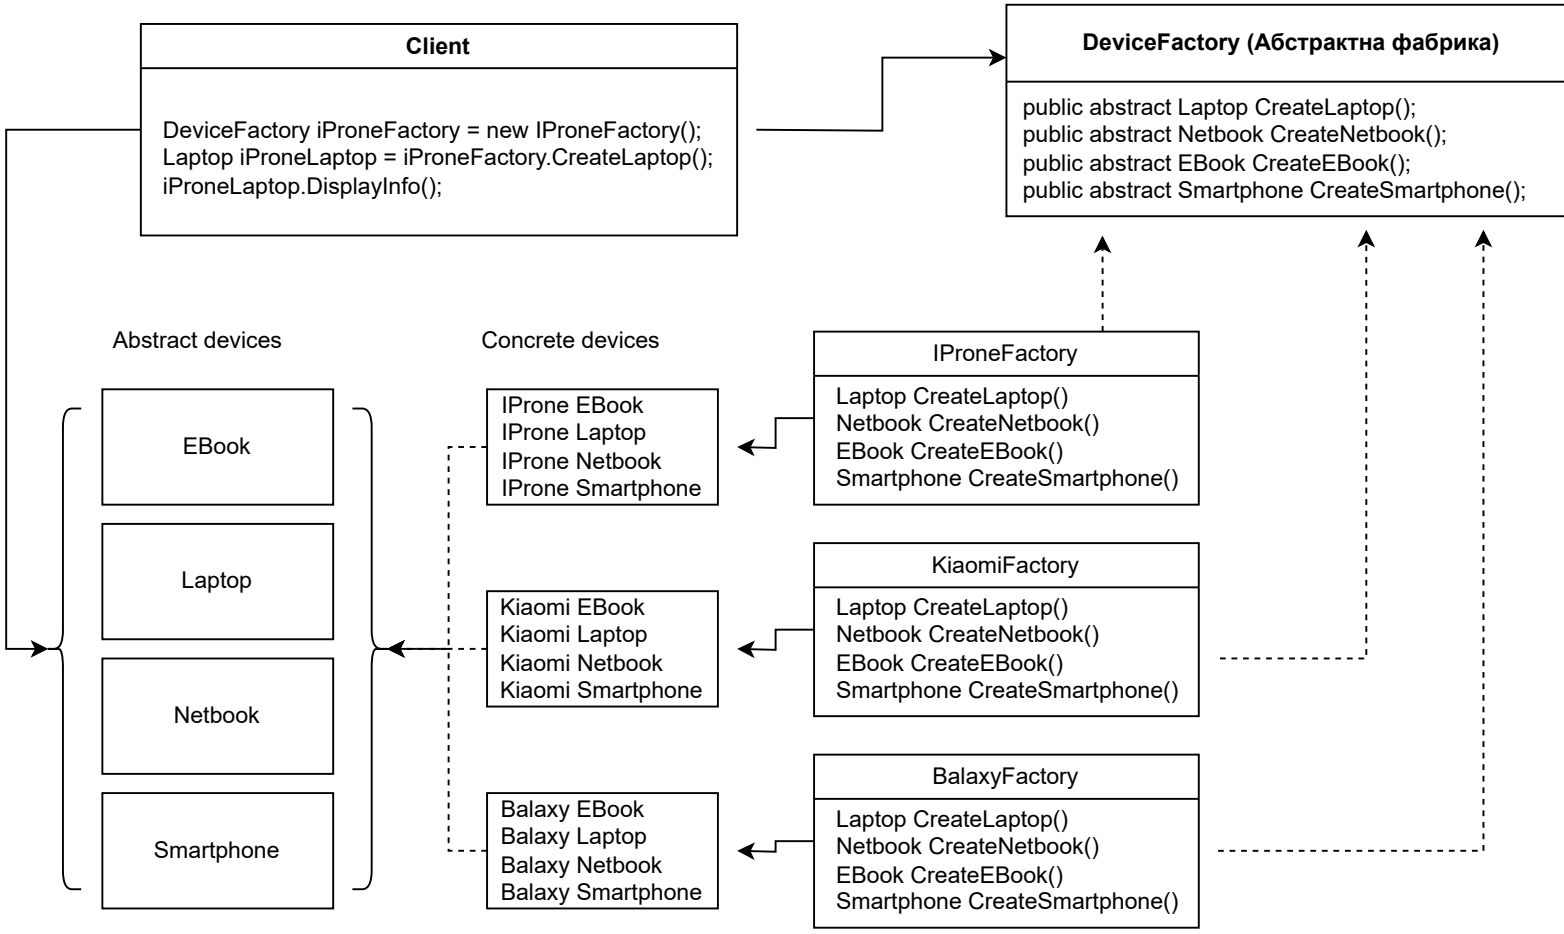 Client
DeviceFactory iProneFactory = new IProneFactory();
Laptop iProneLaptop = iProneFactory.CreateLaptop();
iProneLaptop.DisplayInfo();
DeviceFactory (Абстрактна фабрика)
public abstract Laptop CreateLaptop();
public abstract Netbook CreateNetbook();
public abstract EBook CreateEBook();
public abstract Smartphone CreateSmartphone();
Abstract devices
EBook
Laptop
Netbook
Smartphone
Concrete devices
IProne EBook
IProne Laptop
IProne Netbook
IProne Smartphone
Kiaomi EBook
Kiaomi Laptop
Kiaomi Netbook
Kiaomi Smartphone
Balaxy EBook
Balaxy Laptop
Balaxy Netbook
Balaxy Smartphone
IProneFactory
Laptop CreateLaptop()
Netbook CreateNetbook()
EBook CreateEBook()
Smartphone CreateSmartphone()
KiaomiFactory
Laptop CreateLaptop()
Netbook CreateNetbook()
EBook CreateEBook()
Smartphone CreateSmartphone()
BalaxyFactory
Laptop CreateLaptop()
Netbook CreateNetbook()
EBook CreateEBook()
Smartphone CreateSmartphone()